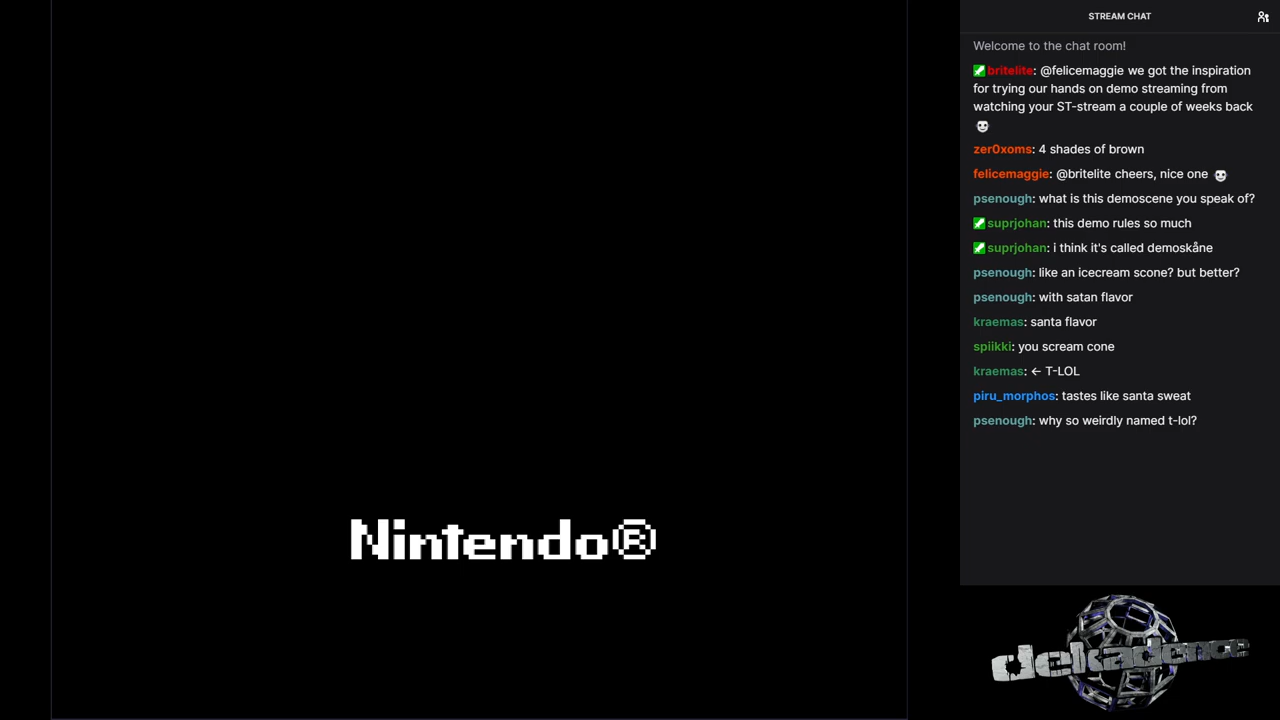 STREAM CHAT
Welcome to the chat room!
britelite: @felicemaggie we got the inspiration
for trying our hands on demo streaming from
watching your ST-stream a couple of weeks back
zer0xoms: 4 shades of brown
felicemaggie: @britelite cheers, nice one
psenough: what is this demoscene you speak of?
suprjohan: this demo rules so much
suprjohan: i think it's called demoskåne
psenough: like an icecream scone? but better?
psenough: with satan flavor
kraemas: santa flavor
spiikki: you scream cone
kraemas: ← T-LOL
piru_morphos: tastes like santa sweat
psenough: why so weirdly named t-lol?
Nintendo®
dekadence